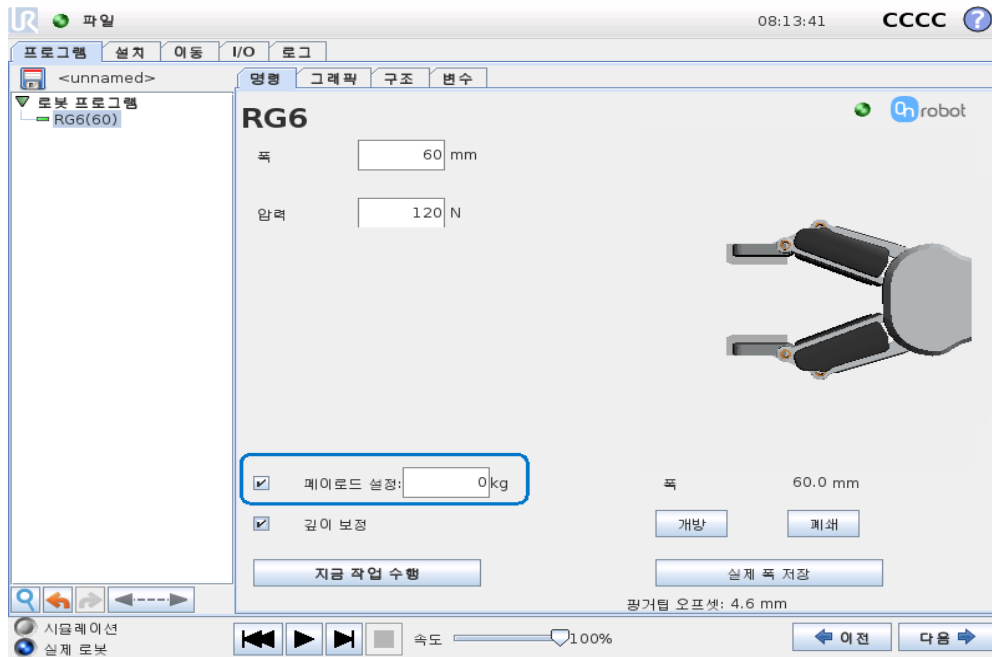 UR 파일 08:13:41 CCCC ?
프로그램 설치 이동 I/O 로그
<unnamed> 명령 그래픽 구조 변수
로봇 프로그램
RG6(60)
RG6 On robot
폭 60 mm
압력 120 N
페이로드 설정: 0 kg 폭 60.0 mm
깊이 보정 개방 폐쇄
지금 작업 수행 실제 폭 저장
핑거팁 오프셋: 4.6 mm
시뮬레이션
실제 로봇
속도 100% 이전 다음